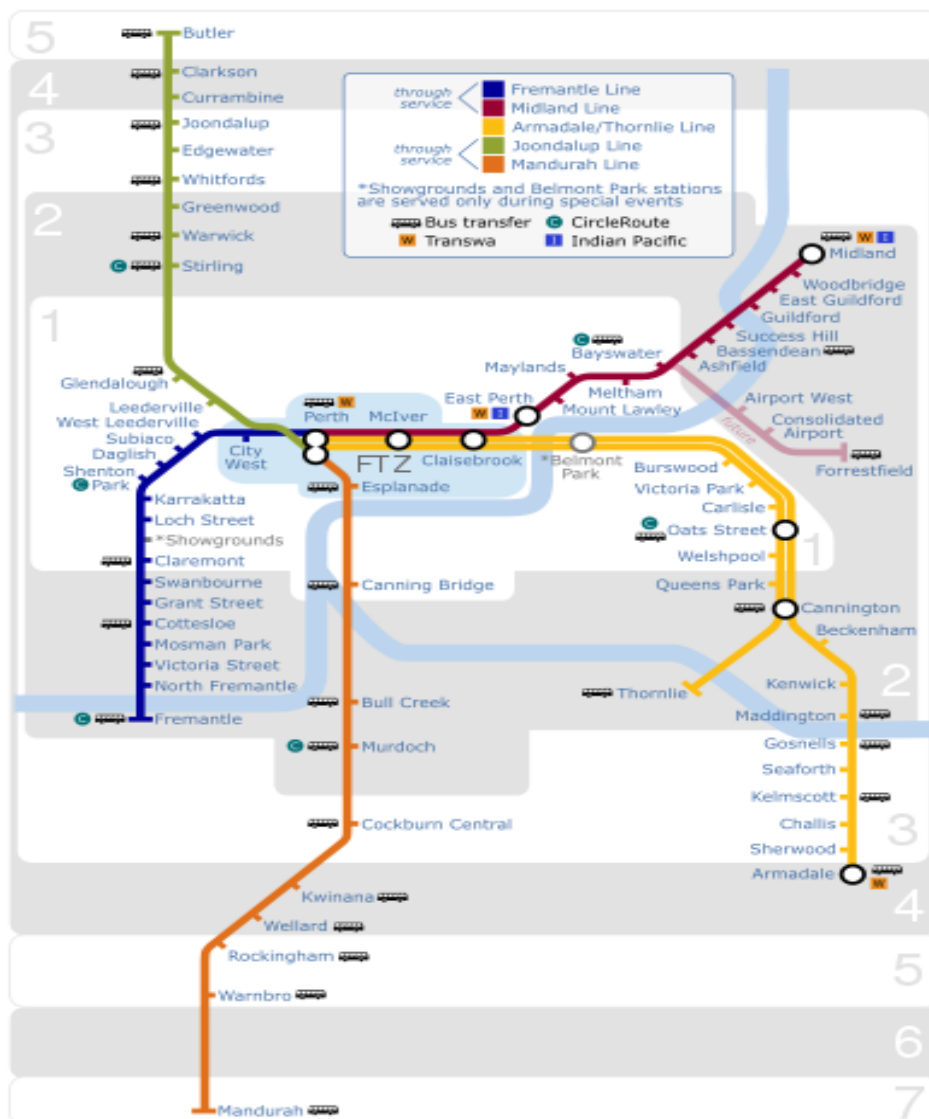 5
Butler
4
Clarkson
Currambine
3
Joondalup
Edgewater
Whitfords
2
Greenwood
Warwick
C
Stirling
through
service
Fremantle Line
Midland Line
Armadale/Thornlie Line
through
service
Joondalup Line
Mandurah Line
*Showgrounds and Belmont Park stations
are served only during special events
Bus transfer
C CircleRoute
W Transwa
I Indian Pacific
W I
Midland
Woodbridge
East Guildford
Guildford
Success Hill
Bassendean
Ashfield
1
C
Bayswater
Maylands
Meltham
Mount Lawley
East Perth
W I
Airport West
Consolidated
Airport
future
Forrestfield
Glendalough
Leederville
West Leederville
Subiaco
Daglish
Shenton
C Park
City
West
W
Perth
McIver
FTZ
Claisebrook
*Belmont
Park
Esplanade
Burswood
Victoria Park
Carlisle
C
Oats Street
Welshpool
1
Queens Park
Cannington
Beckenham
Karrakatta
Loch Street
*Showgrounds
Claremont
Swanbourne
Grant Street
Cottesloe
Mosman Park
Victoria Street
North Fremantle
C
Fremantle
Canning Bridge
Bull Creek
C
Murdoch
Cockburn Central
Thornlie
Kenwick
2
Maddington
Gosnells
Seaforth
Kelmscott
Challis
3
Sherwood
Armadale
W
4
Kwinana
Wellard
Rockingham
5
Warnbro
6
Mandurah
7